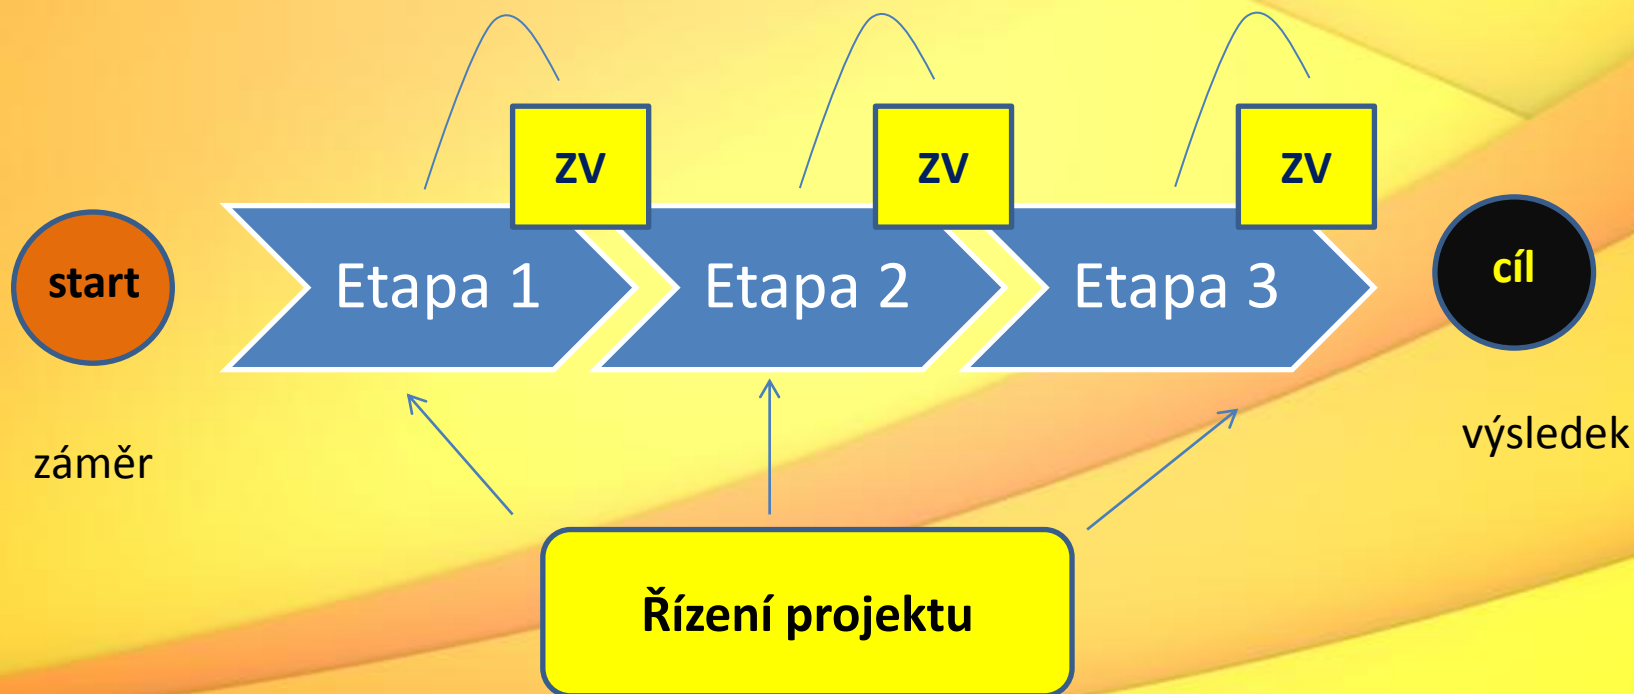 ZV
ZV
ZV
start
Etapa 1
Etapa 2
Etapa 3
cíl
záměr
výsledek
Řízení projektu